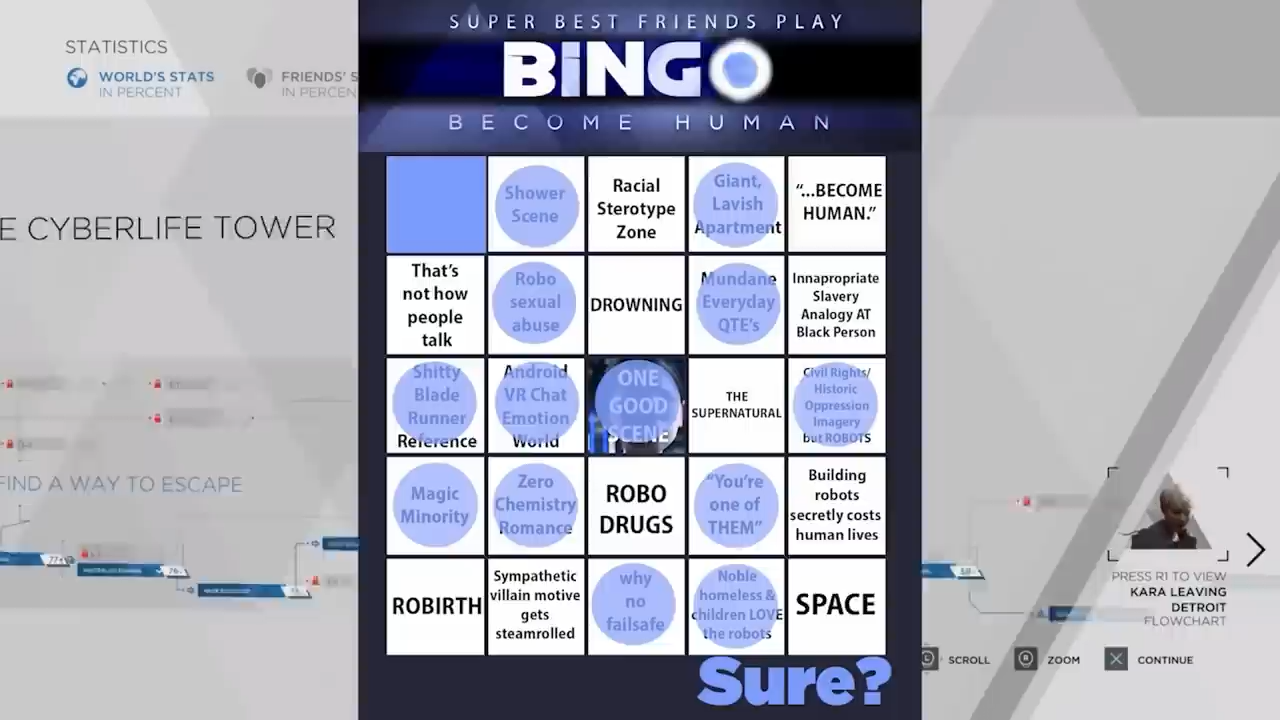 SUPER BEST FRIENDS PLAY
BINGO
BECOME HUMAN
STATISTICS
WORLD'S STATS
IN PERCENT
FRIENDS' S
IN PERCEN
E CYBERLIFE TOWER
FIND A WAY TO ESCAPE
Shower
Scene
Racial
Sterotype
Zone
Giant,
Lavish
Apartment
“...BECOME
HUMAN.”
That’s
not how
people
talk
Robo
sexual
abuse
DROWNING
Mundane
Everyday
QTE’s
Innapropriate
Slavery
Analogy AT
Black Person
Shitty
Blade
Runner
Reference
Android
VR Chat
Emotion
World
ONE
GOOD
SCENE
THE
SUPERNATURAL
Civil Rights/
Historic
Oppression
Imagery
but ROBOTS
Magic
Minority
Zero
Chemistry
Romance
ROBO
DRUGS
“You’re
one of
THEM”
Building
robots
secretly costs
human lives
ROBIRTH
Sympathetic
villain motive
gets
steamrolled
why
no
failsafe
Noble
homeless &
children LOVE
the robots
SPACE
Sure?
PRESS R1 TO VIEW
KARA LEAVING
DETROIT
FLOWCHART
L SCROLL
R ZOOM
CONTINUE